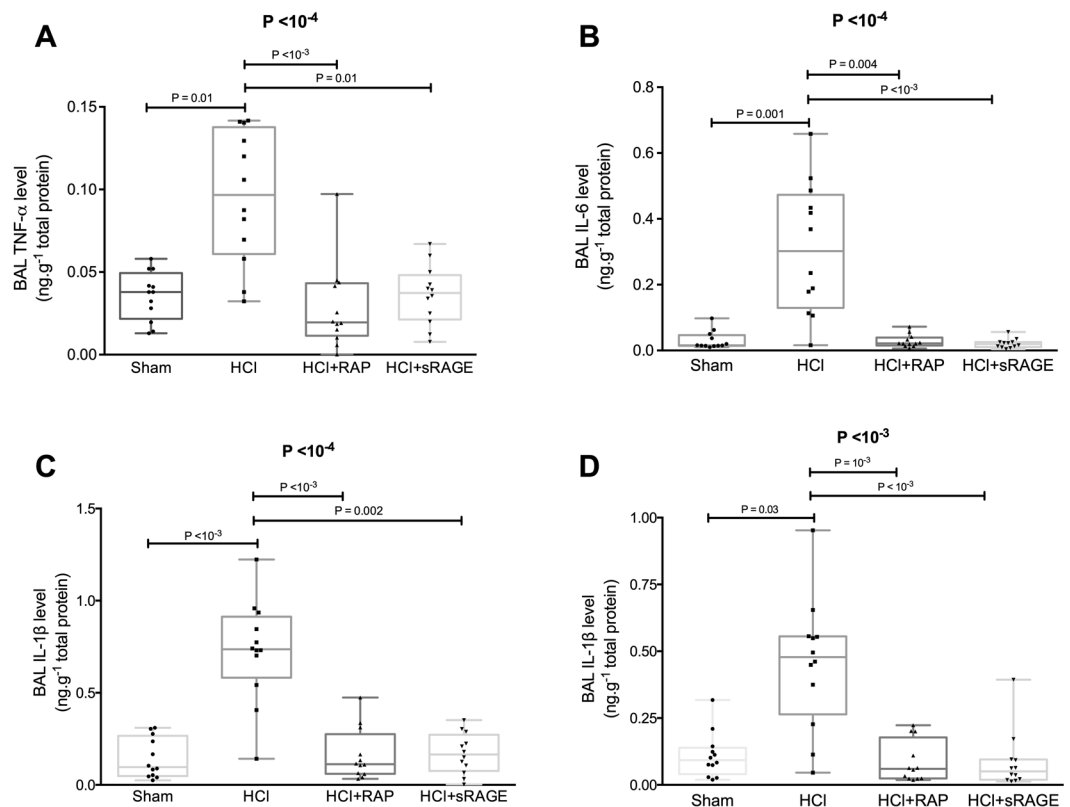 A
P <10⁻⁴
P <10⁻³
P = 0.01
P = 0.01
BAL TNF-α level
(ng.g⁻¹ total protein)
0.15
0.10
0.05
0.00
Sham HCl HCl+RAP HCl+sRAGE
B
P <10⁻⁴
P = 0.004
P <10⁻³
P = 0.001
BAL IL-6 level
(ng.g⁻¹ total protein)
0.8
0.6
0.4
0.2
0.0
Sham HCl HCl+RAP HCl+sRAGE
C
P <10⁻⁴
P <10⁻³
P = 0.002
P <10⁻³
BAL IL-1β level
(ng.g⁻¹ total protein)
1.5
1.0
0.5
0.0
Sham HCl HCl+RAP HCl+sRAGE
D
P <10⁻³
P = 10⁻³
P < 10⁻³
P = 0.03
BAL IL-1β level
(ng.g⁻¹ total protein)
1.00
0.75
0.50
0.25
0.00
Sham HCl HCl+RAP HCl+sRAGE